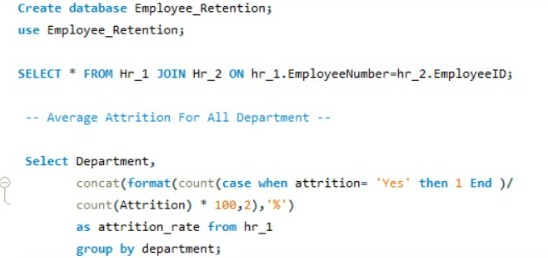 Create database Employee_Retention;
use Employee_Retention;
SELECT * FROM Hr_1 JOIN Hr_2 ON hr_1.EmployeeNumber=hr_2.EmployeeID;
-- Average Attrition For All Department --
Select Department,
concat(format(count(case when attrition= 'Yes' then 1 End )/
count(Attrition) * 100,2),'%')
as attrition_rate from hr_1
group by department;